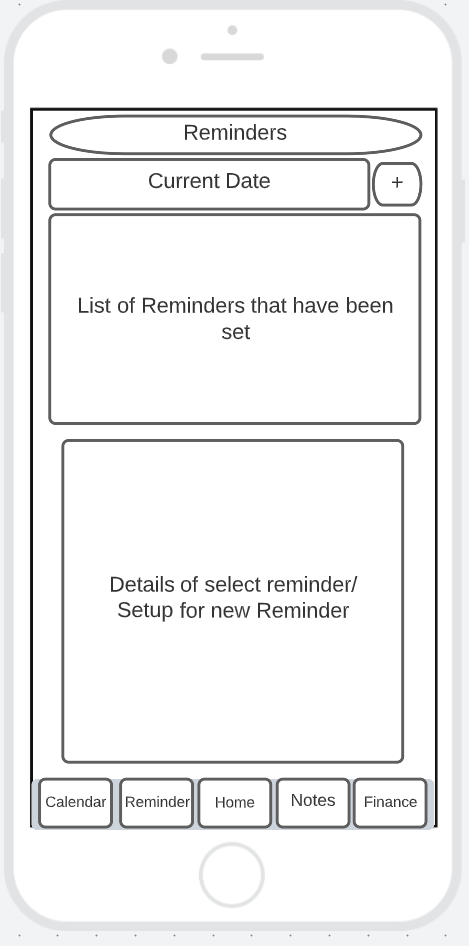 Reminders
Current Date
+
List of Reminders that have been
set
Details of select reminder/
Setup for new Reminder
Calendar
Reminder
Home
Notes
Finance